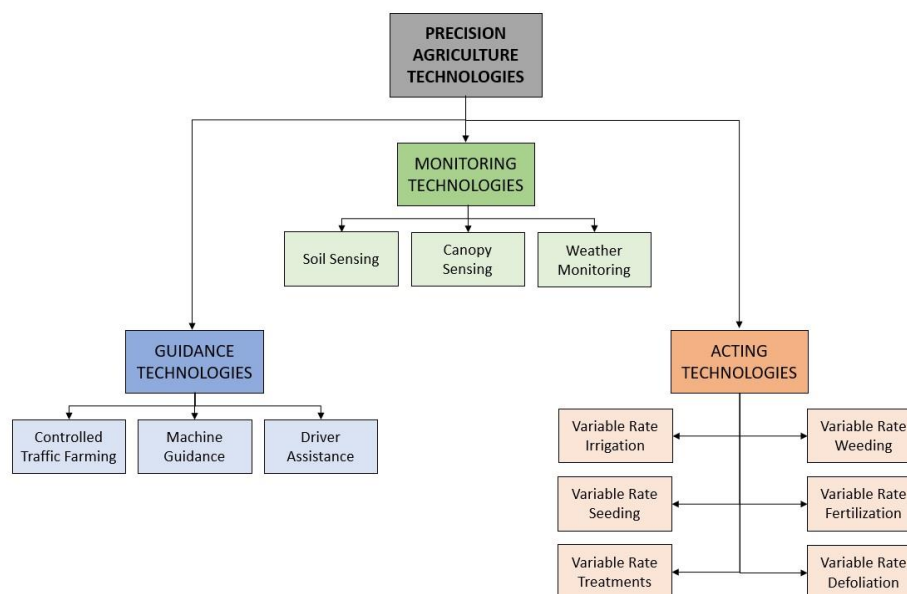 PRECISION
AGRICULTURE
TECHNOLOGIES
MONITORING
TECHNOLOGIES
Soil Sensing
Canopy
Sensing
Weather
Monitoring
GUIDANCE
TECHNOLOGIES
Controlled
Traffic Farming
Machine
Guidance
Driver
Assistance
ACTING
TECHNOLOGIES
Variable Rate
Irrigation
Variable Rate
Weeding
Variable Rate
Seeding
Variable Rate
Fertilization
Variable Rate
Treatments
Variable Rate
Defoliation